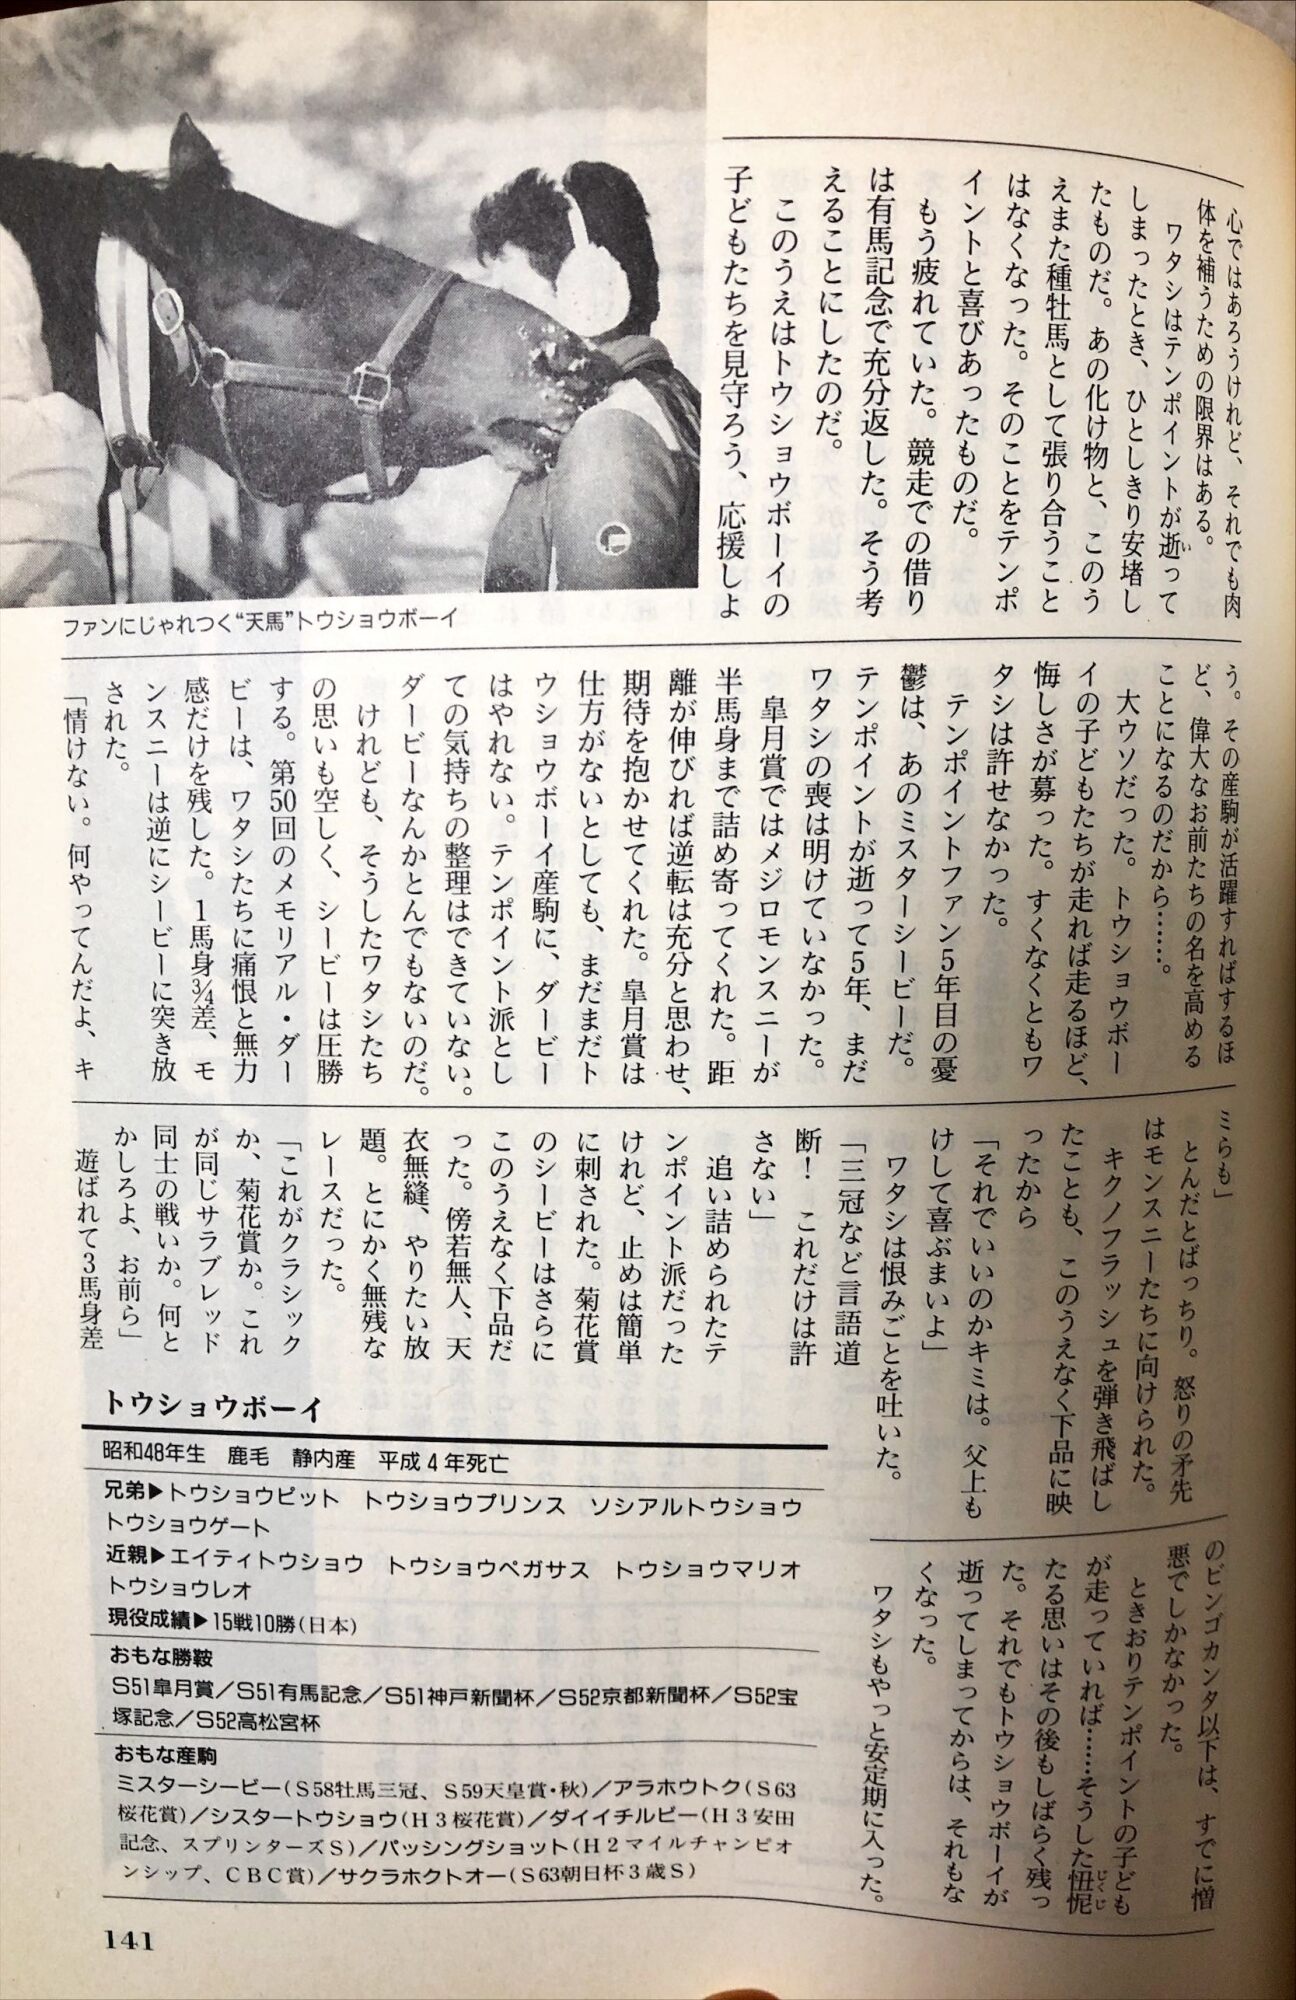 心ではあろうけれど、それでも肉
体を補うための限界はある。
ワタシはテンポイントが逝って
しまったとき、ひとしきり安堵し
たものだ。あの化け物と、このう
えまた種牡馬として張り合うこと
はなくなった。そのことをテンポ
イントと喜びあったものだ。
もう疲れていた。競走での借り
は有馬記念で充分返した。そう考
えることにしたのだ。
このうえはトウショウボーイの
子どもたちを見守ろう、応援しよ
ファンにじゃれつく“天馬”トウショウボーイ
う。その産駒が活躍すればするほ
ど、偉大なお前たちの名を高める
ことになるのだから……。
大ウソだった。トウショウボー
イの子どもたちが走れば走るほど、
悔しさが募った。すくなくともワ
タシは許せなかった。
テンポイントファン5年目の憂
鬱は、あのミスターシービーだ。
テンポイントが逝って5年、まだ
ワタシの喪は明けていなかった。
皐月賞ではメジロモンスニーが
半馬身まで詰め寄ってくれた。距
離が伸びれば逆転は充分と思わせ、
期待を抱かせてくれた。皐月賞は
仕方がないとしても、まだまだト
ウショウボーイ産駒に、ダービー
はやれない。テンポイント派とし
ての気持ちの整理はできていない。
ダービーなんかとんでもないのだ。
けれども、そうしたワタシたち
の思いも空しく、シービーは圧勝
する。第50回のメモリアル・ダー
ビーは、ワタシたちに痛恨と無力
感だけを残した。1馬身¾差、モ
ンスニーは逆にシービーに突き放
された。
「情けない。何やってんだよ、キ
ミらも」
とんだとばっちり。怒りの矛先
はモンスニーたちに向けられた。
キクノフラッシュを弾き飛ばし
たことも、このうえなく下品に映
ったから
「それでいいのかキミは。父上も
けして喜ぶまいよ」
ワタシは恨みごとを吐いた。
「三冠など言語道
断！　これだけは許
さない」
追い詰められたテ
ンポイント派だった
けれど、止めは簡単
に刺された。菊花賞
のシービーはさらに
このうえなく下品だ
った。傍若無人、天
衣無縫、やりたい放
題。とにかく無残な
レースだった。
「これがクラシック
か、菊花賞か。これ
が同じサラブレッド
同士の戦いか。何と
かしろよ、お前ら」
遊ばれて3馬身差
のビンゴカンタ以下は、すでに憎
悪でしかなかった。
ときおりテンポイントの子ども
が走っていれば……そうした忸怩
たる思いはその後もしばらく残っ
た。それでもトウショウボーイが
逝ってしまってからは、それもな
くなった。
ワタシもやっと安定期に入った。
トウショウボーイ
昭和48年生　鹿毛　静内産　平成4年死亡
兄弟▶トウショウピット　トウショウプリンス　ソシアルトウショウ
トウショウゲート
近親▶エイティトウショウ　トウショウペガサス　トウショウマリオ
トウショウレオ
現役成績▶15戦10勝(日本)
おもな勝鞍
S51皐月賞／S51有馬記念／S51神戸新聞杯／S52京都新聞杯／S52宝
塚記念／S52高松宮杯
おもな産駒
ミスターシービー(S58牡馬三冠、S59天皇賞・秋)／アラホウトク(S63
桜花賞)／シスタートウショウ(H3桜花賞)／ダイイチルビー(H3安田
記念、スプリンターズS)／パッシングショット(H2マイルチャンピオ
ンシップ、CBC賞)／サクラホクトオー(S63朝日杯3歳S)
141